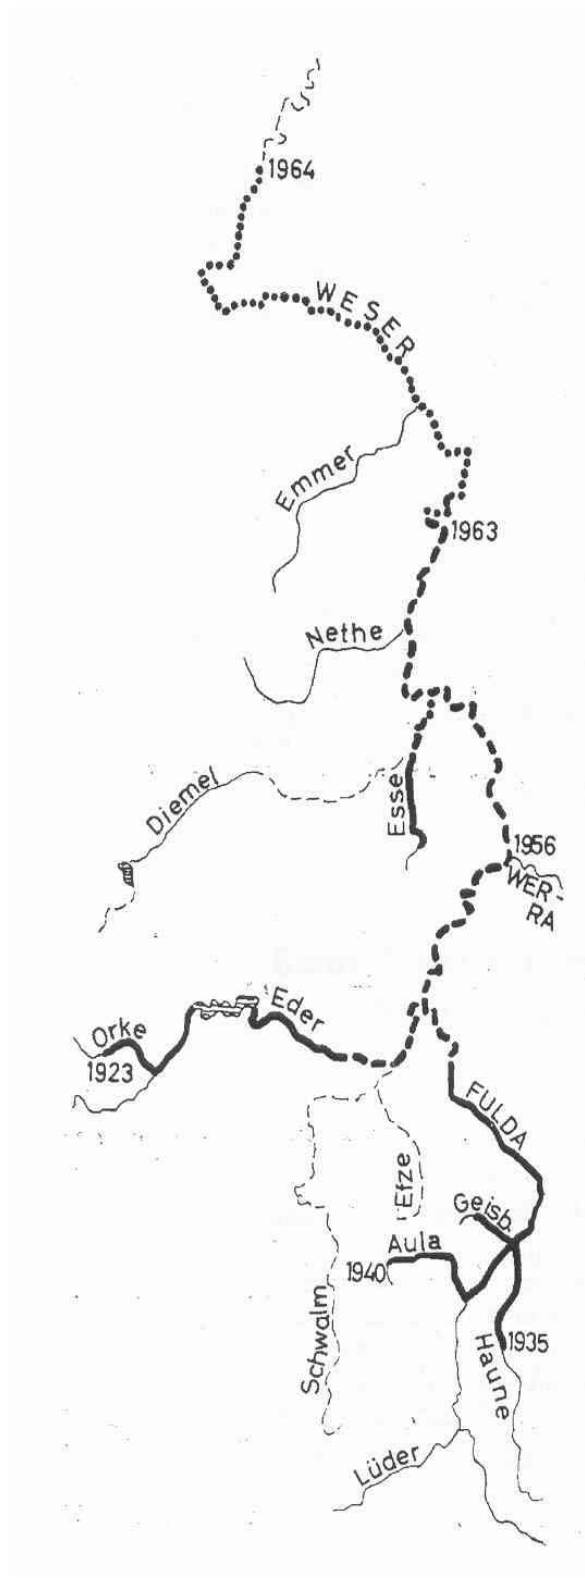 1964
WESER
Emmer
1963
Nethe
Diemel
Esse
1956
WER-
RA
Eder
Orke
1923
FULDA
Efze
Geisb.
Aula
1940
Schwalm
1935
Haune
Lüder